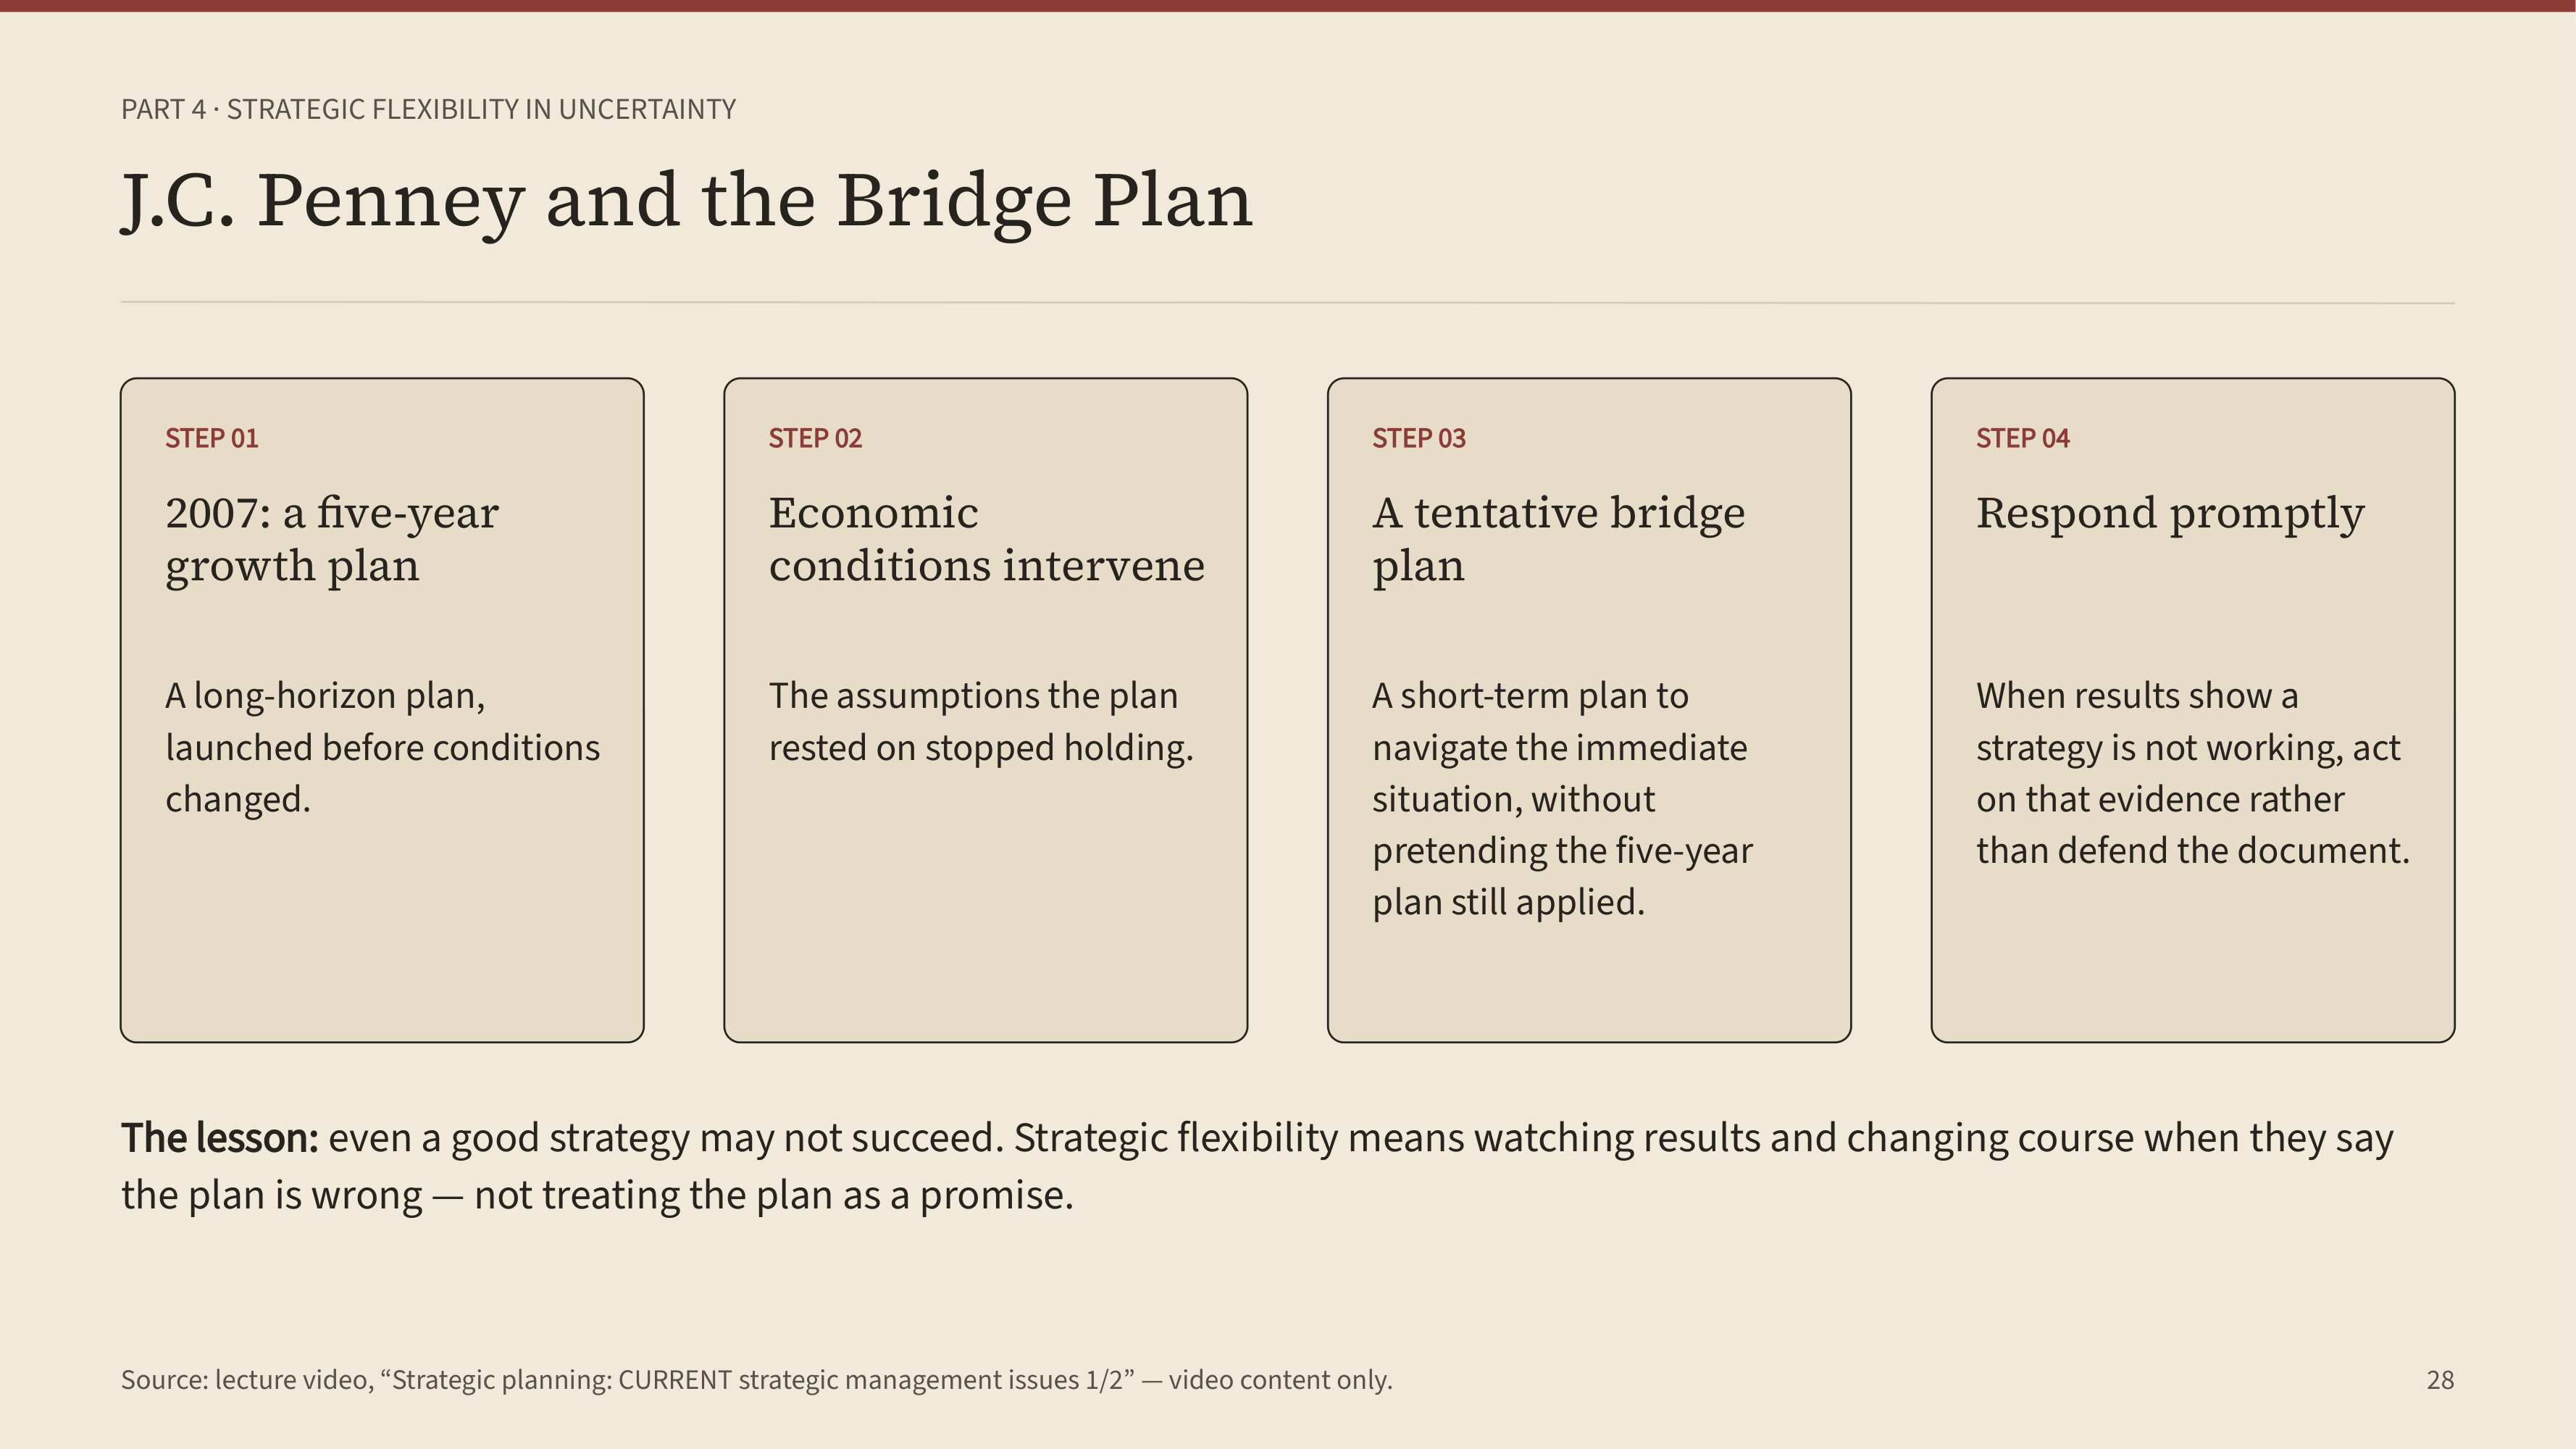 PART 4 · STRATEGIC FLEXIBILITY IN UNCERTAINTY
J.C. Penney and the Bridge Plan
STEP 01
2007: a five-year
growth plan
A long-horizon plan,
launched before conditions
changed.
STEP 02
Economic
conditions intervene
The assumptions the plan
rested on stopped holding.
STEP 03
A tentative bridge
plan
A short-term plan to
navigate the immediate
situation, without
pretending the five-year
plan still applied.
STEP 04
Respond promptly
When results show a
strategy is not working, act
on that evidence rather
than defend the document.
The lesson: even a good strategy may not succeed. Strategic flexibility means watching results and changing course when they say
the plan is wrong — not treating the plan as a promise.
Source: lecture video, “Strategic planning: CURRENT strategic management issues 1/2” — video content only.
28